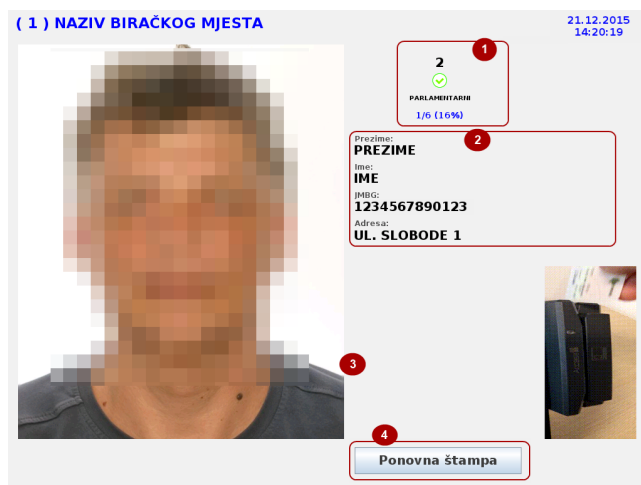 ( 1 ) NAZIV BIRAČKOG MJESTA
21.12.2015
14:20:19
1
2
PARLAMENTARNI
1/6 (16%)
2
Prezime:
PREZIME
Ime:
IME
JMBG:
1234567890123
Adresa:
UL. SLOBODE 1
3
4
Ponovna štampa